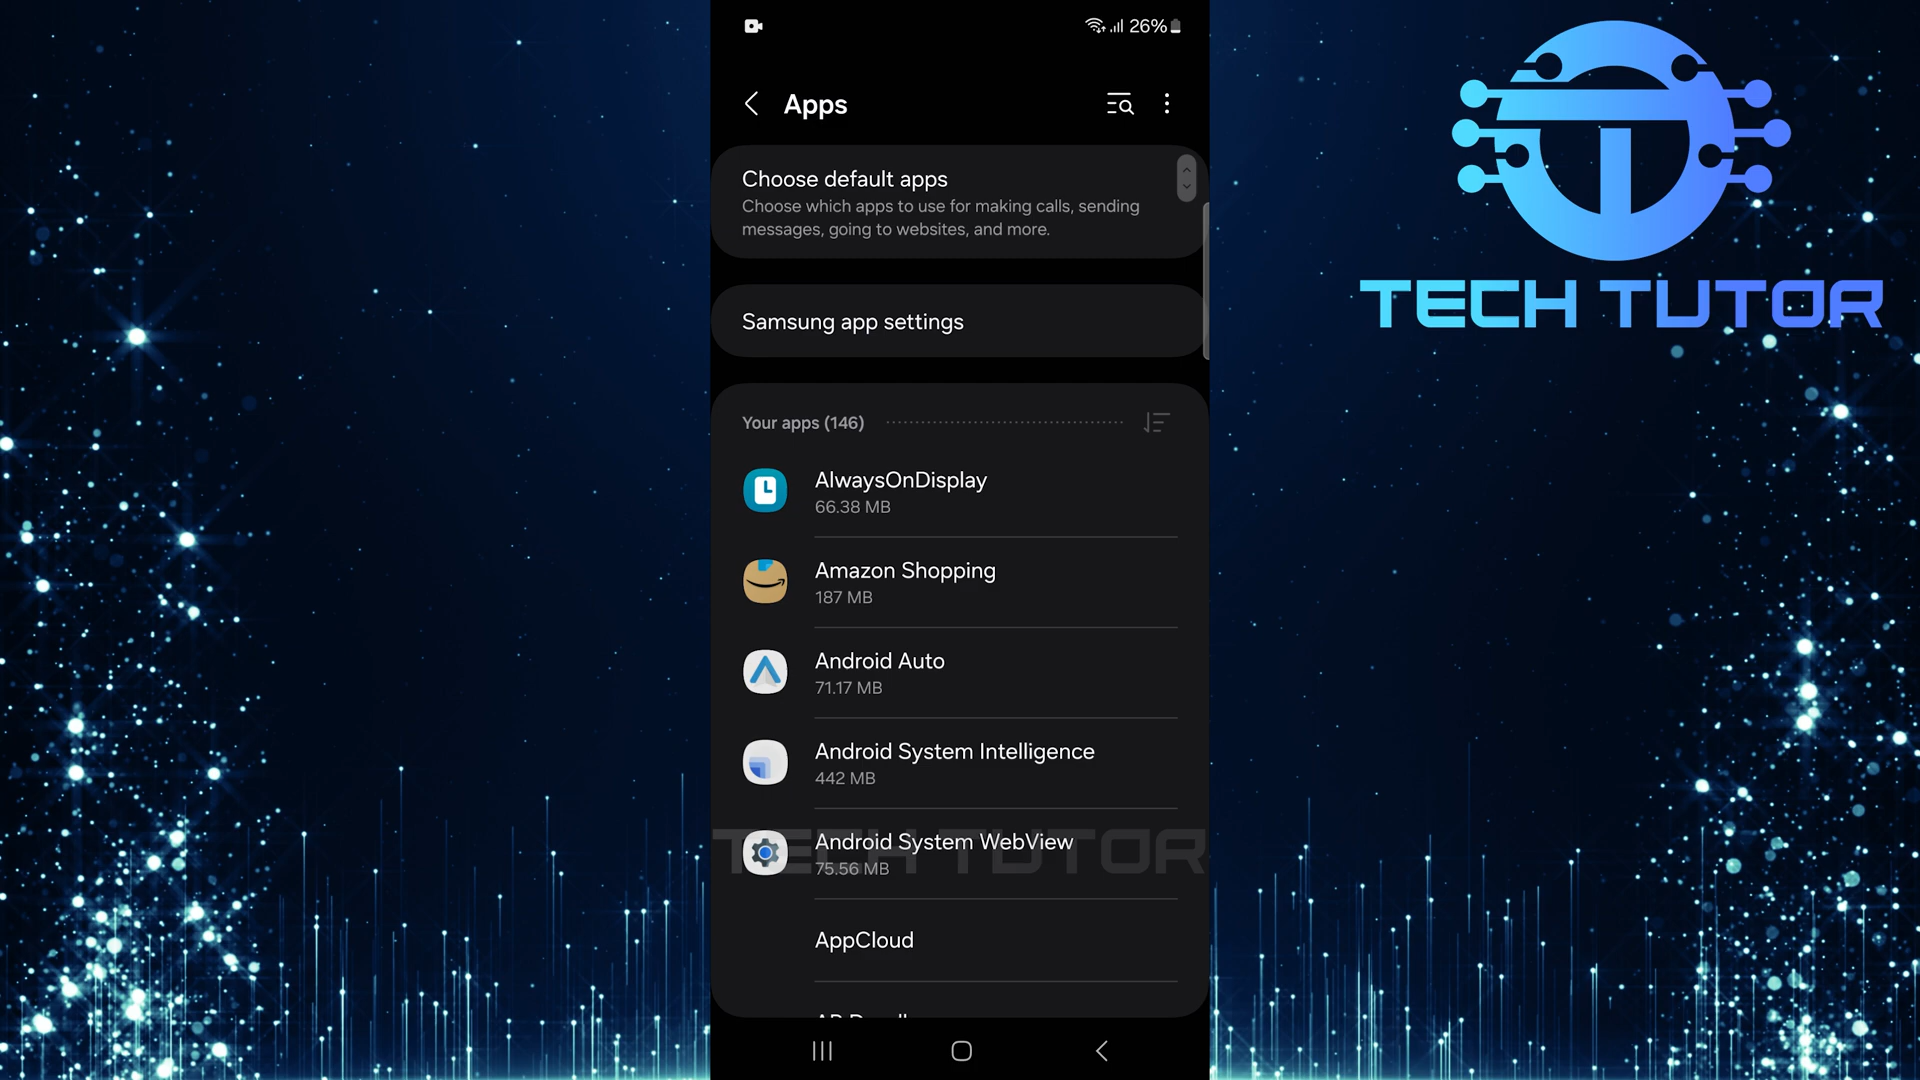 26%
Apps
Choose default apps
Choose which apps to use for making calls, sending
messages, going to websites, and more.
Samsung app settings
Your apps (146)
AlwaysOnDisplay
66.38 MB
Amazon Shopping
187 MB
Android Auto
71.17 MB
Android System Intelligence
442 MB
Android System WebView
75.56 MB
TECH TUTOR
AppCloud
TECH TUTOR